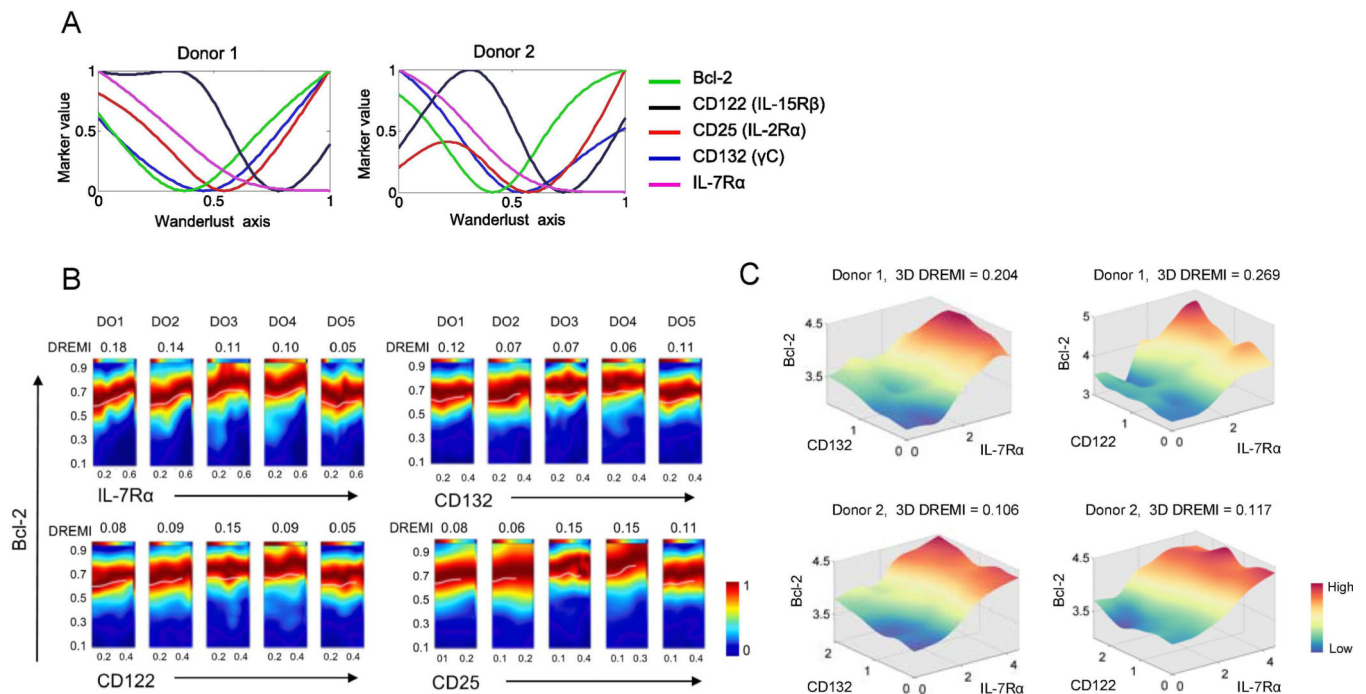 A
Donor 1
Donor 2
Marker value
1
0.5
0
0
0.5
1
Wanderlust axis
Marker value
1
0.5
0
0
0.5
1
Wanderlust axis
Bcl-2
CD122 (IL-15Rβ)
CD25 (IL-2Rα)
CD132 (γC)
IL-7Rα
B
Bcl-2
DO1 DO2 DO3 DO4 DO5
DREMI 0.18 0.14 0.11 0.10 0.05
0.9
0.7
0.5
0.3
0.1
0.2 0.6 0.2 0.6 0.2 0.6 0.2 0.6 0.2 0.6
IL-7Rα
DO1 DO2 DO3 DO4 DO5
DREMI 0.12 0.07 0.07 0.06 0.11
0.9
0.7
0.5
0.3
0.1
0.2 0.4 0.2 0.4 0.2 0.4 0.2 0.4 0.2 0.4
CD132
DREMI 0.08 0.09 0.15 0.09 0.05
0.9
0.7
0.5
0.3
0.1
0.2 0.4 0.2 0.4 0.2 0.4 0.2 0.4 0.2 0.4
CD122
DREMI 0.08 0.06 0.15 0.15 0.11
0.9
0.7
0.5
0.3
0.1
01 0.2 0.2 0.4 0.2 0.4 0.1 0.3 0.2 0.4
CD25
1
0
C
Donor 1, 3D DREMI = 0.204
Bcl-2
4.5
3.5
1
0 0
2
CD132
IL-7Rα
Donor 1, 3D DREMI = 0.269
Bcl-2
5
4
3
1
0 0
2
CD122
IL-7Rα
Donor 2, 3D DREMI = 0.106
Bcl-2
4.5
3.5
2
1
0 0
2
4
CD132
IL-7Rα
Donor 2, 3D DREMI = 0.117
Bcl-2
4.5
3.5
2
1
0 0
2
4
CD122
IL-7Rα
High
Low